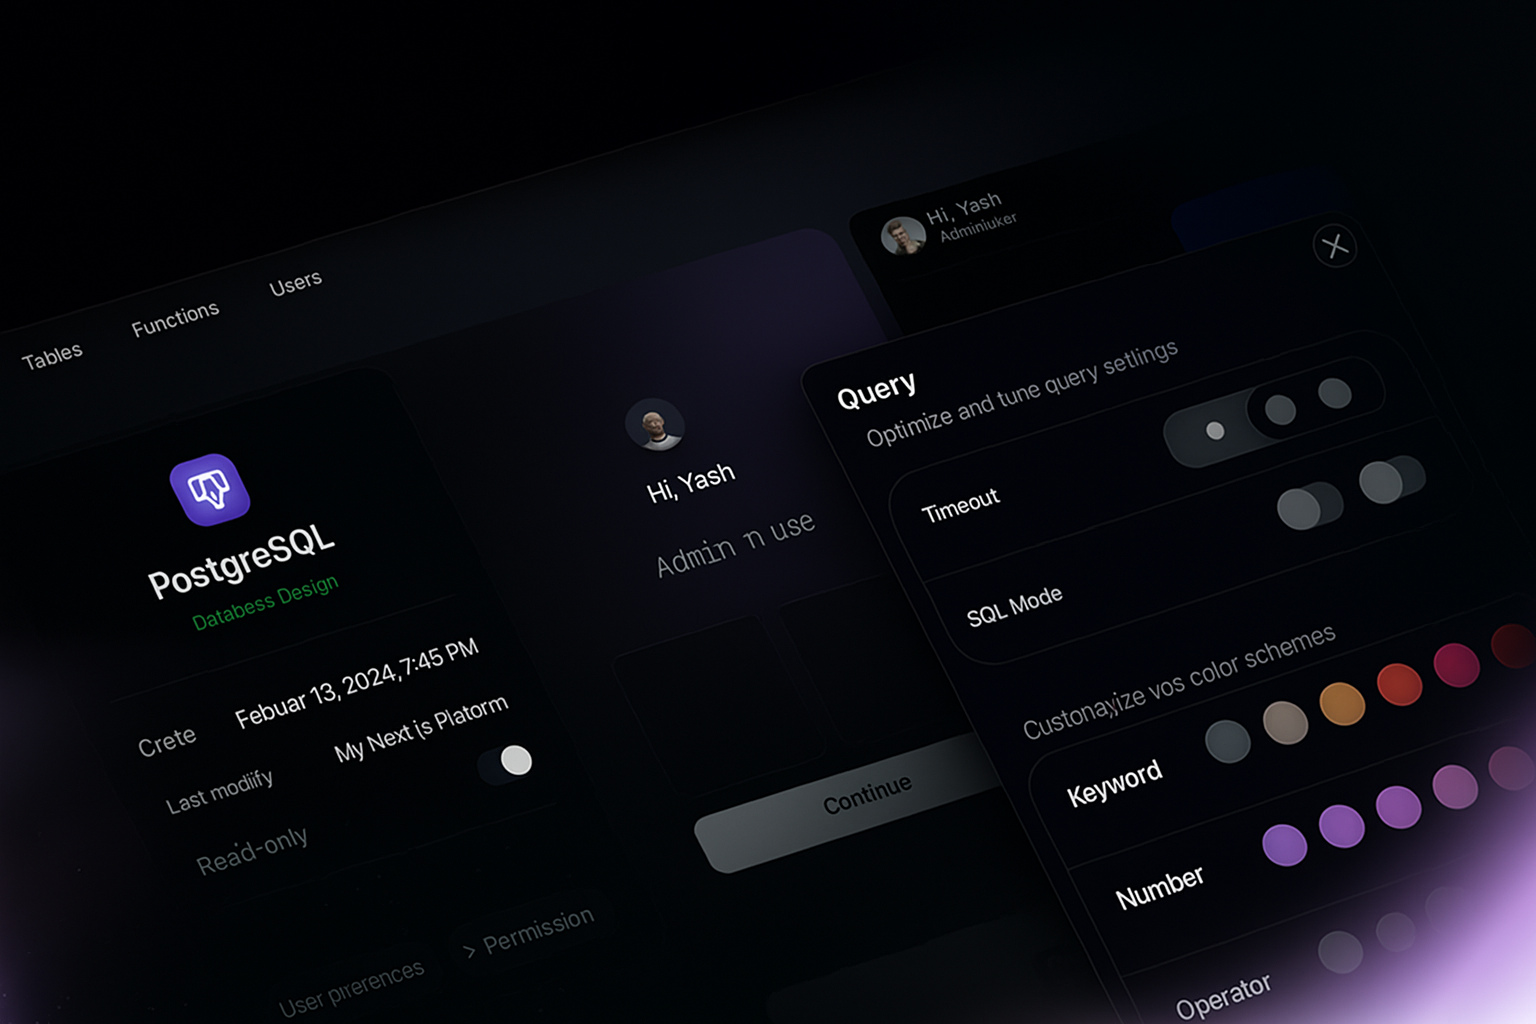 Tables
Functions
Users
PostgreSQL
Databess Design
Crete
Febuar 13, 2024, 7:45 PM
Last modiify
My Next js Platorm
Read-only
User prerences
> Permission
Hi, Yash
Admin n use
Continue
Hi, Yash
Adminiuker
Query
Optimize and tune query setlings
Timeout
SQL Mode
Custonayize vos color schemes
Keyword
Number
Operator